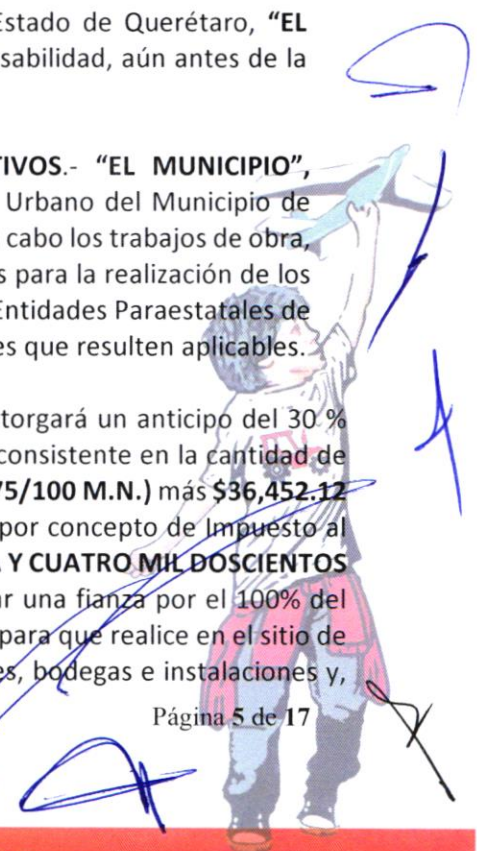 Estado de Querétaro, "EL
sabilidad, aún antes de la
TIVOS.- "EL MUNICIPIO",
Urbano del Municipio de
cabo los trabajos de obra,
s para la realización de los
Entidades Paraestatales de
es que resulten aplicables.
torgará un anticipo del 30 %
consistente en la cantidad de
75/100 M.N.) más $36,452.12
por concepto de Impuesto al
Y CUATRO MIL DOSCIENTOS
ar una fianza por el 100% del
para que realice en el sitio de
es, bodegas e instalaciones y,
Página 5 de 17